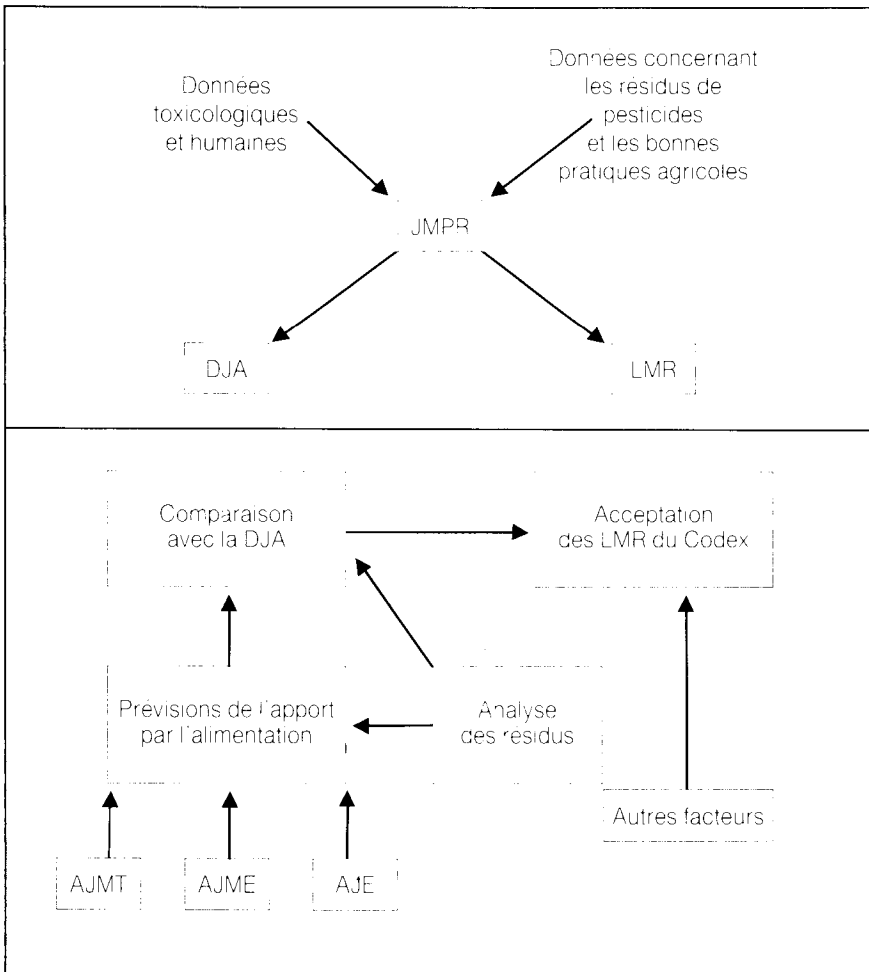 Données
toxicologiques
et humaines
Données concernant
les résidus de
pesticides
et les bonnes
pratiques agricoles
JMPR
DJA
LMR
Comparaison
avec la DJA
Acceptation
des LMR du Codex
Prévisions de l'apport
par l'alimentation
Analyse
des résidus
Autres facteurs
AJMT
AJME
AJE